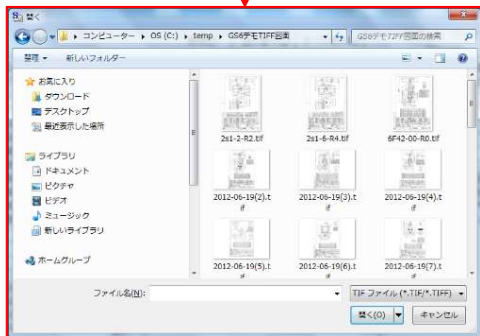 開く
コンピューター ▸ OS (C:) ▸ temp ▸ GS6デモTIFF図面
GS6デモTIFF図面の検索
整理 ▼ 新しいフォルダー
お気に入り
ダウンロード
デスクトップ
最近表示した場所
ライブラリ
ドキュメント
ピクチャ
ビデオ
ミュージック
新しいライブラリ
ホームグループ
2s1-2-R2.tif
2s1-6-R4.tif
6F42-00-R0.tif
2012-06-19(2).tif
2012-06-19(3).tif
2012-06-19(4).tif
2012-06-19(5).tif
2012-06-19(6).tif
2012-06-19(7).tif
ファイル名(N):
TIF ファイル (*.TIF/*.TIFF)
開く(O)
キャンセル